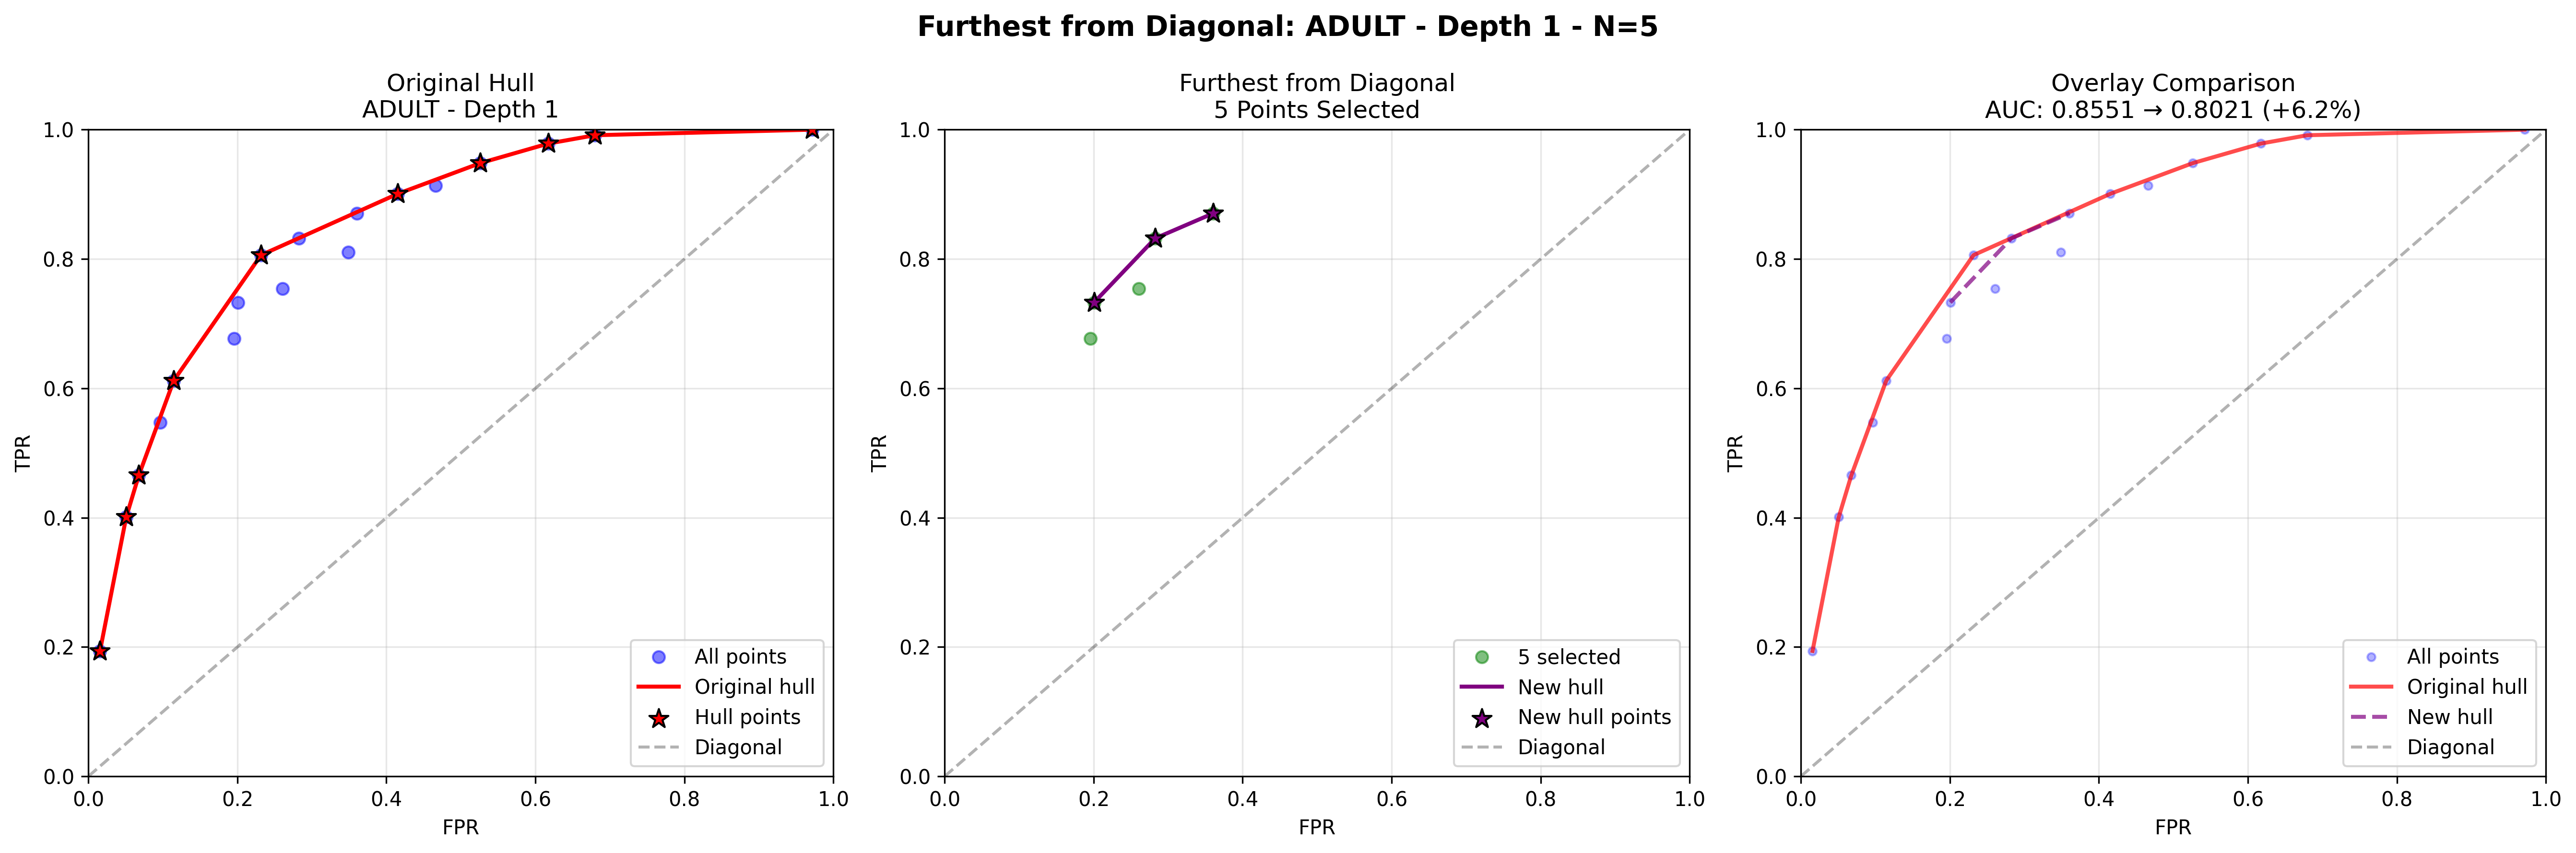 Furthest from Diagonal: ADULT - Depth 1 - N=5
Original Hull
ADULT - Depth 1
1.0
0.8
0.6
0.4
0.2
0.0
TPR
0.0 0.2 0.4 0.6 0.8 1.0
FPR
All points
Original hull
Hull points
Diagonal
Furthest from Diagonal
5 Points Selected
1.0
0.8
0.6
0.4
0.2
0.0
TPR
0.0 0.2 0.4 0.6 0.8 1.0
FPR
5 selected
New hull
New hull points
Diagonal
Overlay Comparison
AUC: 0.8551 → 0.8021 (+6.2%)
1.0
0.8
0.6
0.4
0.2
0.0
TPR
0.0 0.2 0.4 0.6 0.8 1.0
FPR
All points
Original hull
New hull
Diagonal